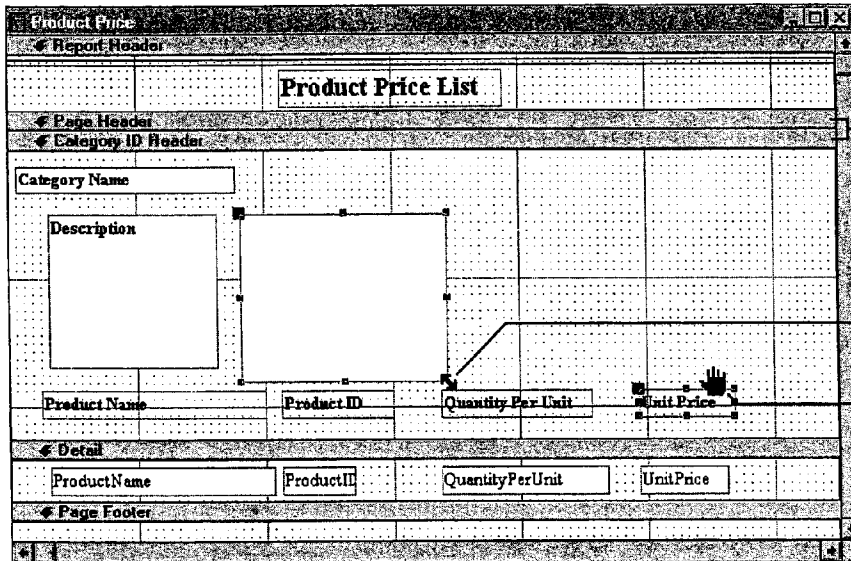 Product Price
Report Header
Product Price List
Page Header
Category ID Header
Category Name
Description
Product Name Product ID Quantity Per Unit Unit Price
Detail
ProductName ProductID QuantityPerUnit UnitPrice
Page Footer